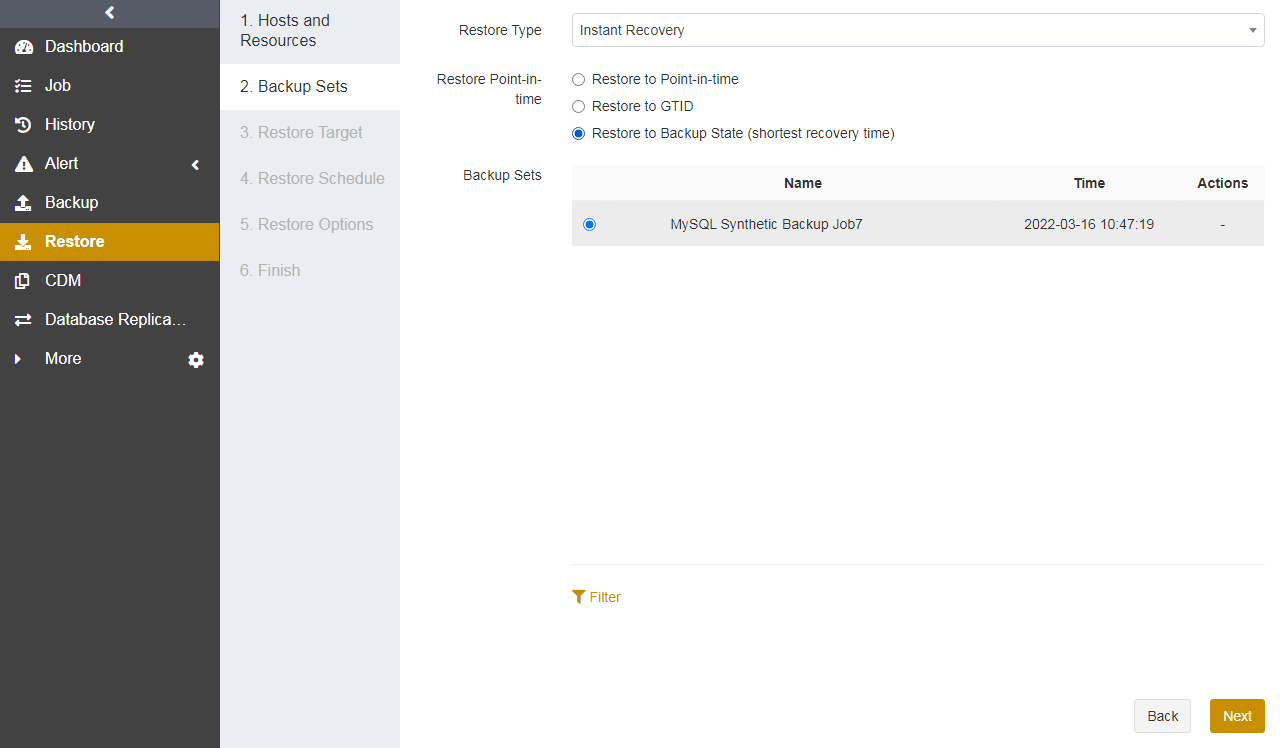 Dashboard
Job
History
Alert
Backup
Restore
CDM
Database Replica…
More
1. Hosts and
Resources
2. Backup Sets
3. Restore Target
4. Restore Schedule
5. Restore Options
6. Finish
Restore Type
Instant Recovery
Restore Point-in-
time
Restore to Point-in-time
Restore to GTID
Restore to Backup State (shortest recovery time)
Backup Sets
Name Time Actions
MySQL Synthetic Backup Job7 2022-03-16 10:47:19 -
Filter
Back Next